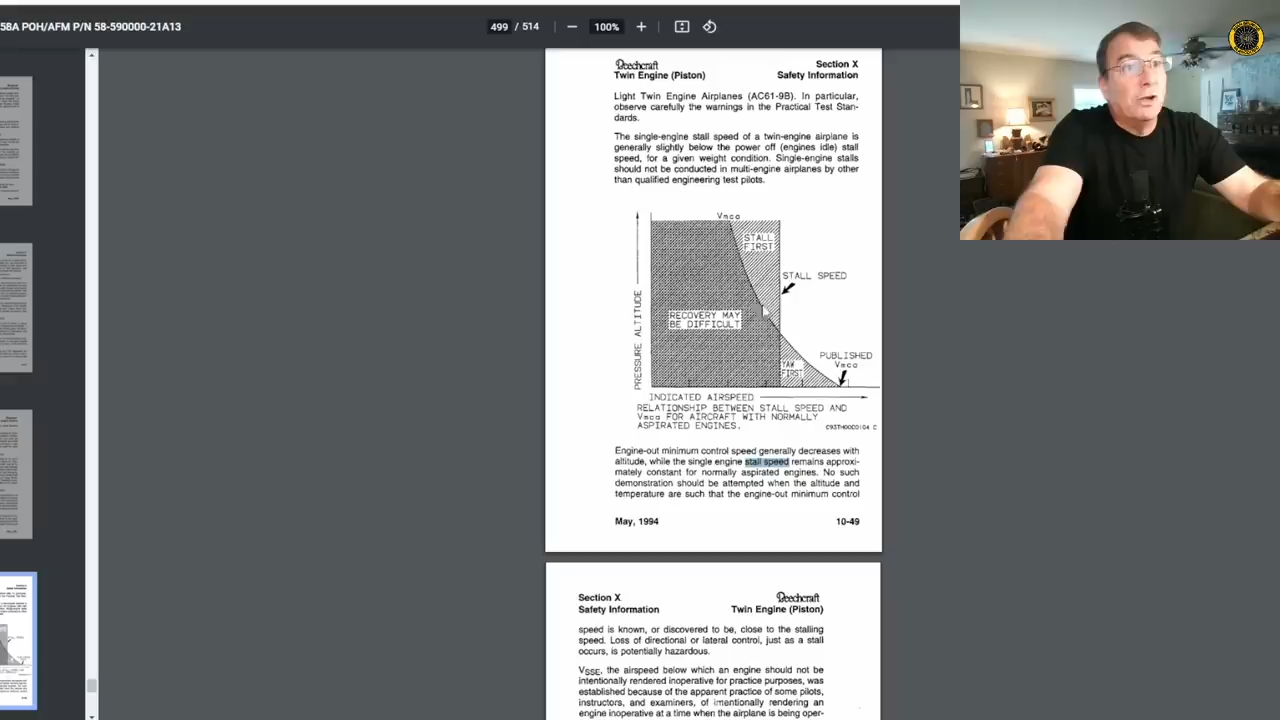 58A POH/AFM P/N 58-590000-21A13
499 / 514
100%
Beechcraft
Twin Engine (Piston)
Section X
Safety Information
Light Twin Engine Airplanes (AC61-9B). In particular,
observe carefully the warnings in the Practical Test Stan-
dards.
The single-engine stall speed of a twin-engine airplane is
generally slightly below the power off (engines idle) stall
speed, for a given weight condition. Single-engine stalls
should not be conducted in multi-engine airplanes by other
than qualified engineering test pilots.
Vmca
STALL
FIRST
STALL SPEED
PRESSURE ALTITUDE
RECOVERY MAY
BE DIFFICULT
PUBLISHED
Vmca
YAW
FIRST
INDICATED AIRSPEED
RELATIONSHIP BETWEEN STALL SPEED AND
Vmca FOR AIRCRAFT WITH NORMALLY
ASPIRATED ENGINES.
Engine-out minimum control speed generally decreases with
altitude, while the single engine stall speed remains approxi-
mately constant for normally aspirated engines. No such
demonstration should be attempted when the altitude and
temperature are such that the engine-out minimum control
May, 1994
10-49
Section X
Safety Information
Beechcraft
Twin Engine (Piston)
speed is known, or discovered to be, close to the stalling
speed. Loss of directional or lateral control, just as a stall
occurs, is potentially hazardous.
VSSE, the airspeed below which an engine should not be
intentionally rendered inoperative for practice purposes, was
established because of the apparent practice of some pilots,
instructors, and examiners, of intentionally rendering an
engine inoperative at a time when the airplane is being oper-